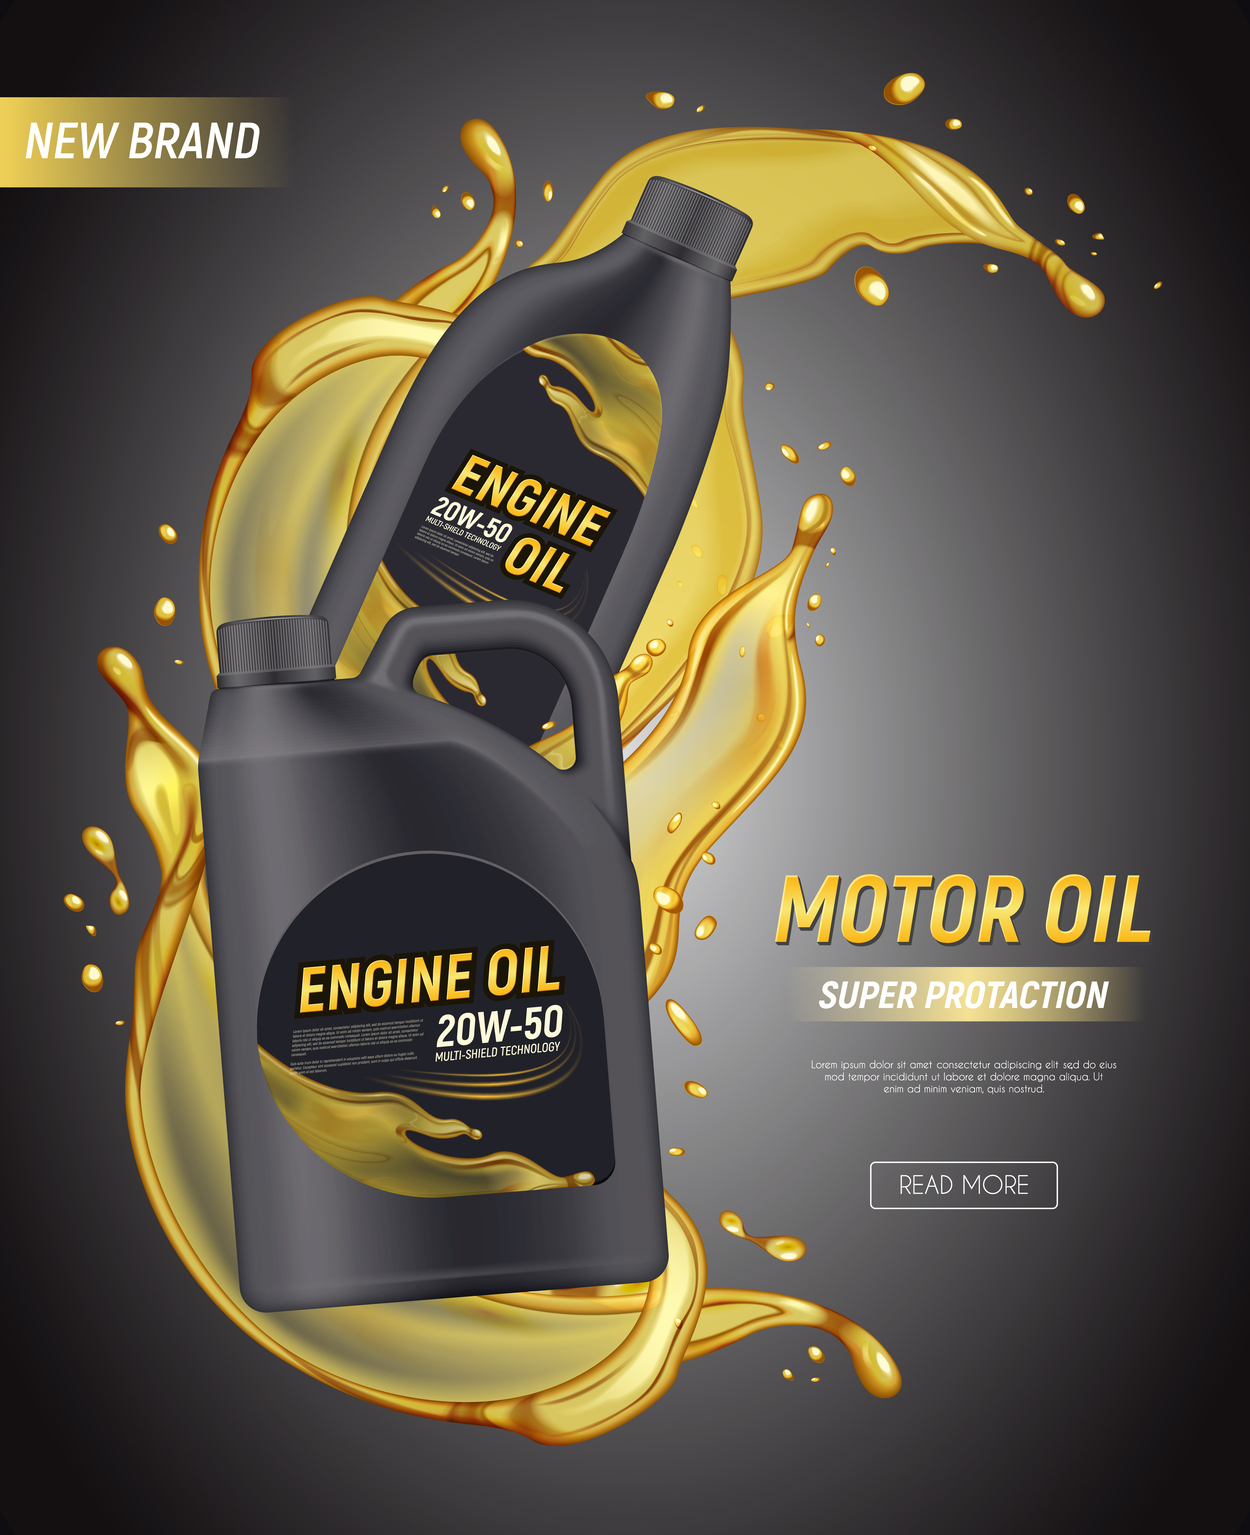 NEW BRAND
ENGINE
20W-50
MULTI-SHIELD TECHNOLOGY
OIL
ENGINE OIL
20W-50
MULTI-SHIELD TECHNOLOGY
MOTOR OIL
SUPER PROTACTION
Lorem ipsum dolor sit amet consectetur adipiscing elit sed do eius
mod tempor incididunt ut labore et dolore magna aliqua. Ut
enim ad minim veniam, quis nostrud.
READ MORE